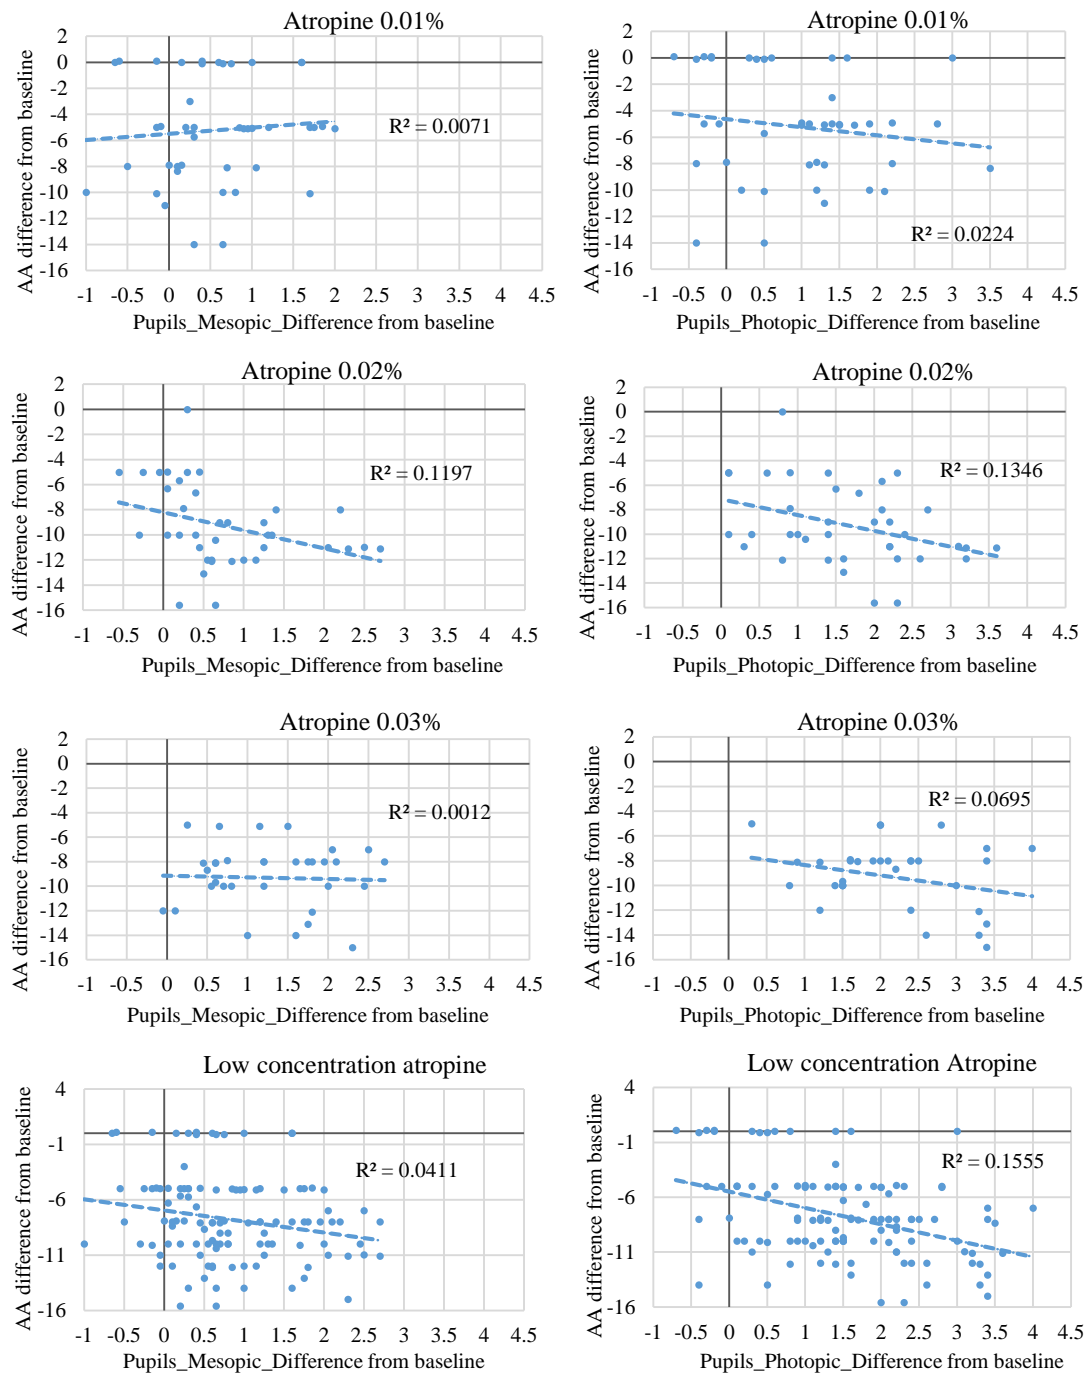 Atropine 0.01%
2
0
-2
-4
-6
-8
-10
-12
-14
-16
AA difference from baseline
R² = 0.0071
-1 -0.5 0 0.5 1 1.5 2 2.5 3 3.5 4 4.5
Pupils_Mesopic_Difference from baseline
Atropine 0.01%
2
0
-2
-4
-6
-8
-10
-12
-14
-16
AA difference from baseline
R² = 0.0224
-1 -0.5 0 0.5 1 1.5 2 2.5 3 3.5 4 4.5
Pupils_Photopic_Difference from baseline
Atropine 0.02%
2
0
-2
-4
-6
-8
-10
-12
-14
-16
AA difference from baseline
R² = 0.1197
-1 -0.5 0 0.5 1 1.5 2 2.5 3 3.5 4 4.5
Pupils_Mesopic_Difference from baseline
Atropine 0.02%
2
0
-2
-4
-6
-8
-10
-12
-14
-16
AA difference from baseline
R² = 0.1346
-1 -0.5 0 0.5 1 1.5 2 2.5 3 3.5 4 4.5
Pupils_Photopic_Difference from baseline
Atropine 0.03%
2
0
-2
-4
-6
-8
-10
-12
-14
-16
AA difference from baseline
R² = 0.0012
-1 -0.5 0 0.5 1 1.5 2 2.5 3 3.5 4 4.5
Pupils_Mesopic_Difference from baseline
Atropine 0.03%
2
0
-2
-4
-6
-8
-10
-12
-14
-16
AA difference from baseline
R² = 0.0695
-1 -0.5 0 0.5 1 1.5 2 2.5 3 3.5 4 4.5
Pupils_Photopic_Difference from baseline
Low concentration atropine
4
-1
-6
-11
-16
AA difference from baseline
R² = 0.0411
-1 -0.5 0 0.5 1 1.5 2 2.5 3 3.5 4 4.5
Pupils_Mesopic_Difference from baseline
Low concentration Atropine
4
-1
-6
-11
-16
AA difference from baseline
R² = 0.1555
-1 -0.5 0 0.5 1 1.5 2 2.5 3 3.5 4 4.5
Pupils_Photopic_Difference from baseline